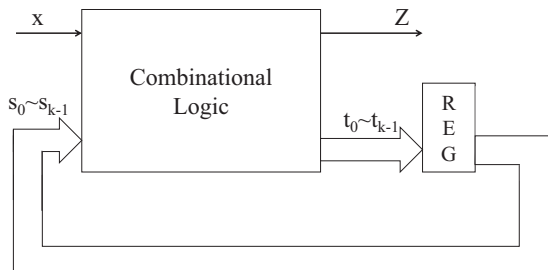 x
Z
Combinational
Logic
s₀~sₖ₋₁
t₀~tₖ₋₁
R
E
G